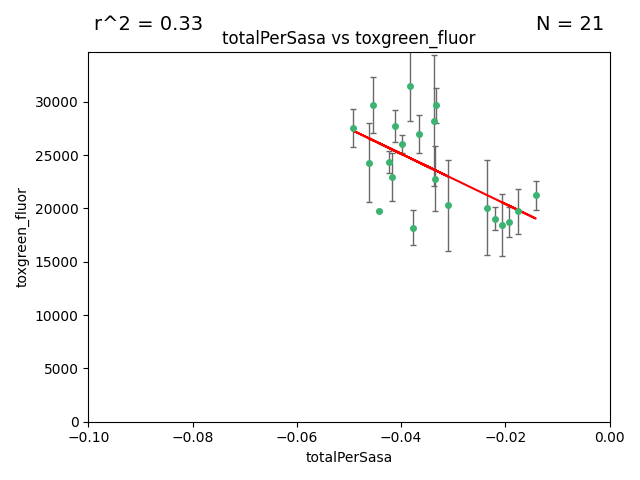 r^2 = 0.33
N = 21
totalPerSasa vs toxgreen_fluor
30000
25000
20000
15000
10000
5000
0
toxgreen_fluor
−0.10
−0.08
−0.06
−0.04
−0.02
0.00
totalPerSasa